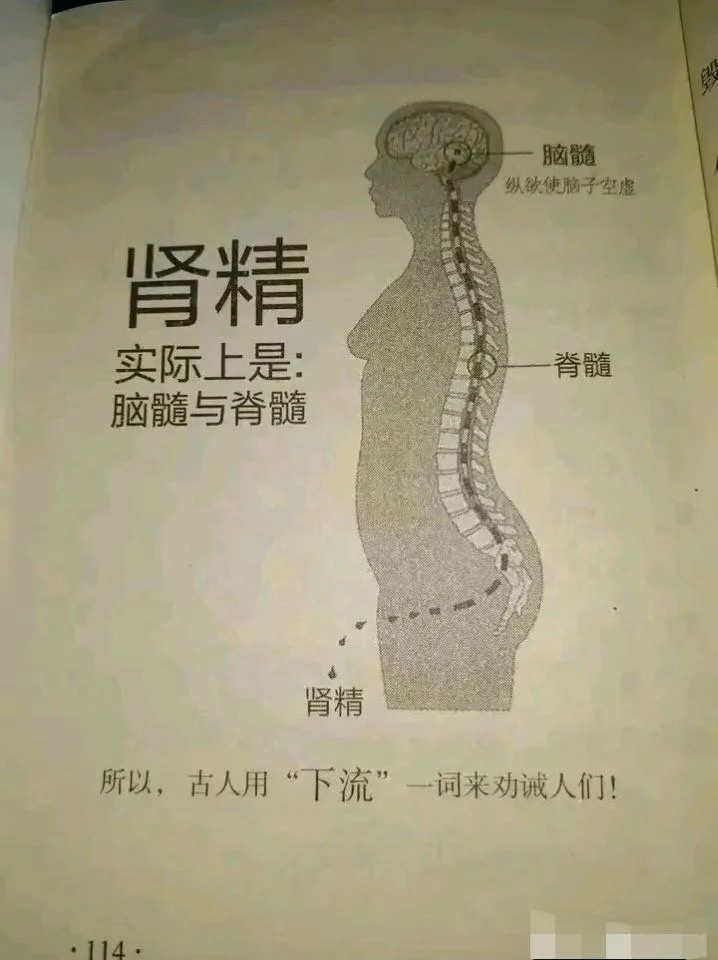 脑髓
纵欲使脑子空虚
肾精
实际上是:
脑髓与脊髓
脊髓
肾精
所以，古人用“下流”一词来劝诫人们！
·114·